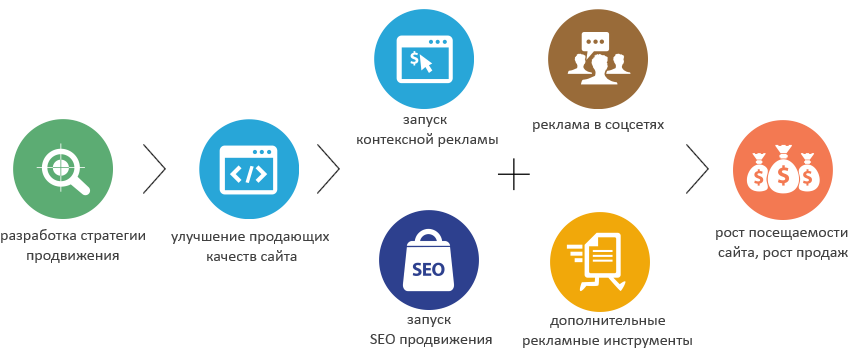 разработка стратегии
продвижения
</>
улучшение продающих
качеств сайта
$
запуск
контексной рекламы
реклама в соцсетях
+
SEO
запуск
SEO продвижения
дополнительные
рекламные инструменты
$ $ $
рост посещаемости
сайта, рост продаж